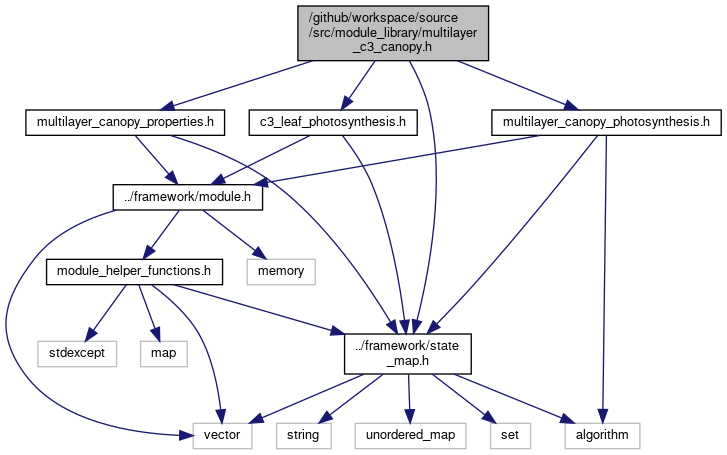 /github/workspace/source
/src/module_library/multilayer
_c3_canopy.h
multilayer_canopy_properties.h
c3_leaf_photosynthesis.h
multilayer_canopy_photosynthesis.h
../framework/module.h
module_helper_functions.h
memory
stdexcept
map
../framework/state
_map.h
vector
string
unordered_map
set
algorithm